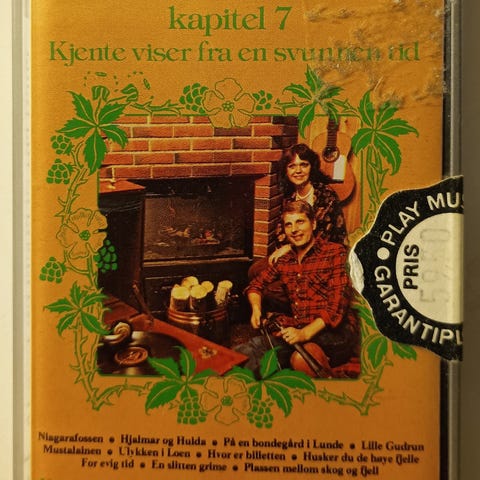 kapitel 7
Kjente viser fra en svunnen tid
PLAY MUS
PRIS
GARANTIPL
Niagarafossen • Hjalmar og Hulda • På en bondegård i Lunde • Lille Gudrun
Mustalainen • Ulykken i Loen • Hvor er billetten • Husker du de høye fjelle
For evig tid • En slitten grime • Plassen mellom skog og fjell